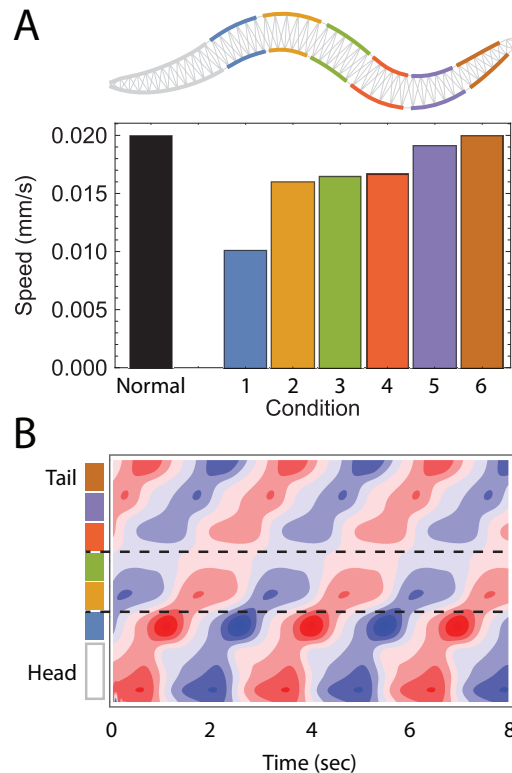 A
0.020
0.015
0.010
0.005
0.000
Speed (mm/s)
Normal 1 2 3 4 5 6
Condition
B
Tail
Head
0 2 4 6 8
Time (sec)